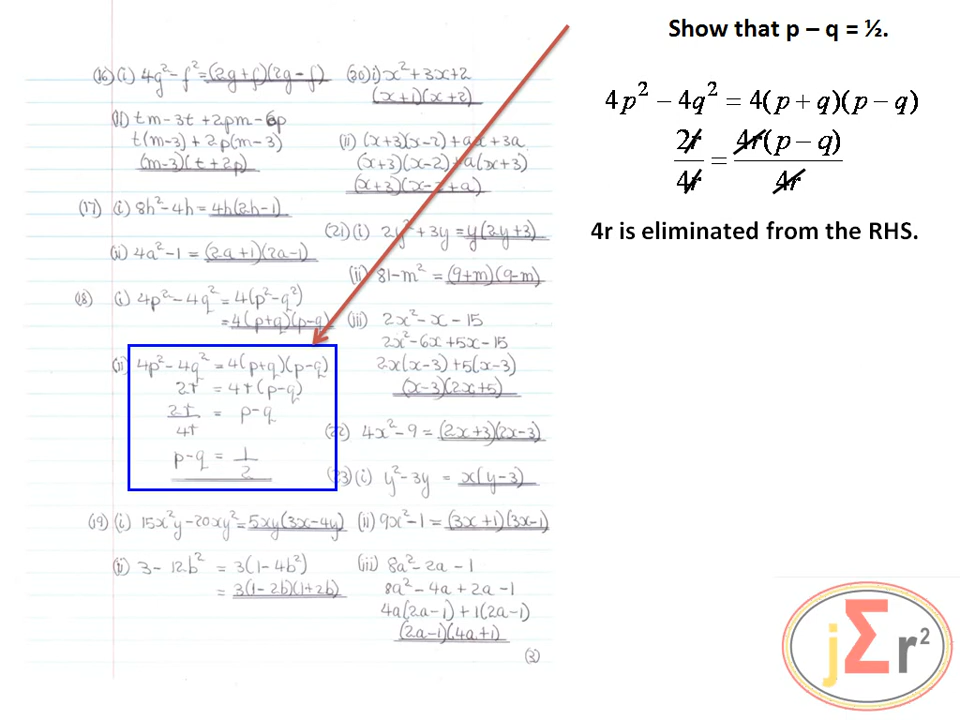 Show that p – q = ½.
4p² − 4q² = 4(p + q)(p − q)
2r/4r = 4r(p − q)/4r
4r is eliminated from the RHS.
(16) (i) 4g² − f² = (2g + f)(2g − f)
(ii) tm − 3t + 2pm − 6p
t(m−3) + 2p(m−3)
(m−3)(t + 2p)
(17) (i) 8h² − 4h = 4h(2h−1)
(ii) 4a² − 1 = (2a+1)(2a−1)
(18) (i) 4p² − 4q² = 4(p² − q²)
= 4(p+q)(p−q)
(ii) 4p² − 4q² = 4(p+q)(p−q)
2r = 4r(p−q)
2r/4r = p−q
p−q = 1/2
(19) (i) 15x²y − 20xy² = 5xy(3x−4y)
(ii) 3 − 12b² = 3(1 − 4b²)
= 3(1−2b)(1+2b)
(20) i) x² + 3x + 2
(x+1)(x+2)
(ii) (x+3)(x−2) + ax + 3a
(x+3)(x−2) + a(x+3)
(x+3)(x−2+a)
(21) (i) 2y² + 3y = y(2y+3)
(ii) 81 − m² = (9+m)(9−m)
(iii) 2x² − x − 15
2x² − 6x + 5x − 15
2x(x−3) + 5(x−3)
(x−3)(2x+5)
(22) 4x² − 9 = (2x+3)(2x−3)
(23) (i) y² − 3y = x(y−3)
(ii) 9x² − 1 = (3x+1)(3x−1)
(iii) 8a² − 2a − 1
8a² − 4a + 2a − 1
4a(2a−1) + 1(2a−1)
(2a−1)(4a+1)
(3)
jΣr²